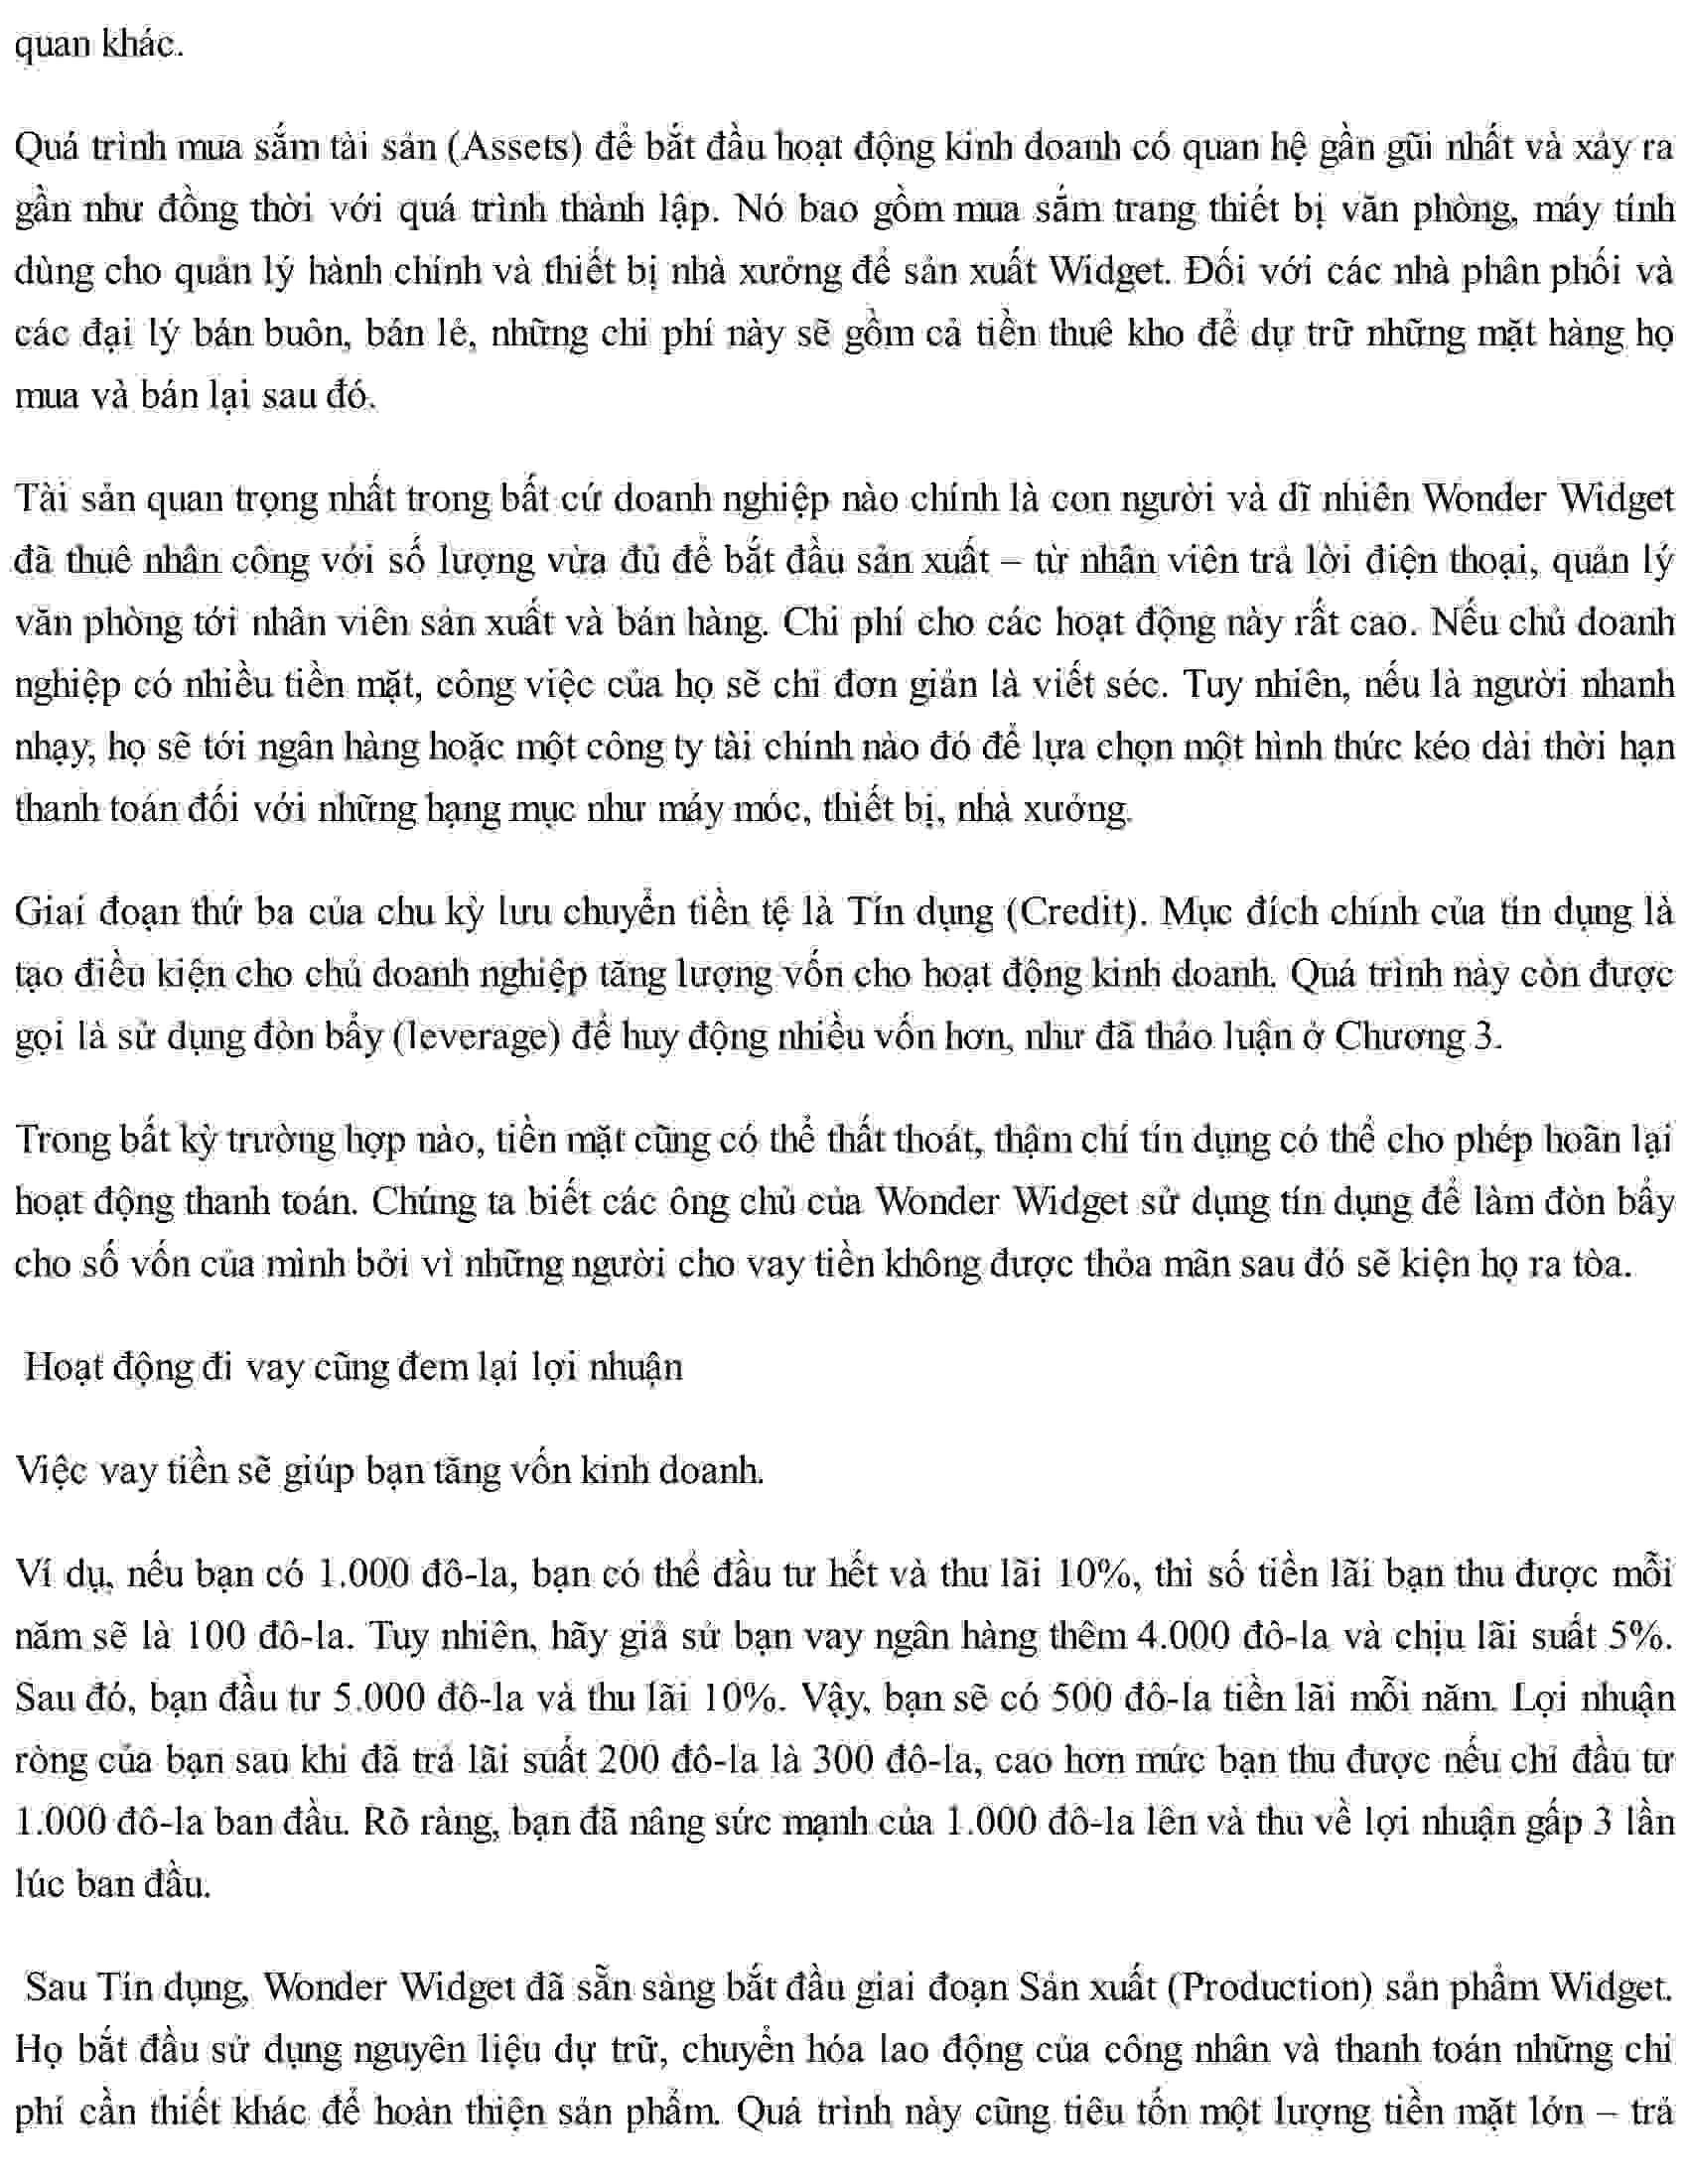 quan khác.
Quá trình mua sắm tài sản (Assets) để bắt đầu hoạt động kinh doanh có quan hệ gần gũi nhất và xảy ra
gần như đồng thời với quá trình thành lập. Nó bao gồm mua sắm trang thiết bị văn phòng, máy tính
dùng cho quản lý hành chính và thiết bị nhà xưởng để sản xuất Widget. Đối với các nhà phân phối và
các đại lý bán buôn, bán lẻ, những chi phí này sẽ gồm cả tiền thuê kho để dự trữ những mặt hàng họ
mua và bán lại sau đó.
Tài sản quan trọng nhất trong bất cứ doanh nghiệp nào chính là con người và dĩ nhiên Wonder Widget
đã thuê nhân công với số lượng vừa đủ để bắt đầu sản xuất – từ nhân viên trả lời điện thoại, quản lý
văn phòng tới nhân viên sản xuất và bán hàng. Chi phí cho các hoạt động này rất cao. Nếu chủ doanh
nghiệp có nhiều tiền mặt, công việc của họ sẽ chỉ đơn giản là viết séc. Tuy nhiên, nếu là người nhanh
nhạy, họ sẽ tới ngân hàng hoặc một công ty tài chính nào đó để lựa chọn một hình thức kéo dài thời hạn
thanh toán đối với những hạng mục như máy móc, thiết bị, nhà xưởng.
Giai đoạn thứ ba của chu kỳ lưu chuyển tiền tệ là Tín dụng (Credit). Mục đích chính của tín dụng là
tạo điều kiện cho chủ doanh nghiệp tăng lượng vốn cho hoạt động kinh doanh. Quá trình này còn được
gọi là sử dụng đòn bẩy (leverage) để huy động nhiều vốn hơn, như đã thảo luận ở Chương 3.
Trong bất kỳ trường hợp nào, tiền mặt cũng có thể thất thoát, thậm chí tín dụng có thể cho phép hoãn lại
hoạt động thanh toán. Chúng ta biết các ông chủ của Wonder Widget sử dụng tín dụng để làm đòn bẩy
cho số vốn của mình bởi vì những người cho vay tiền không được thỏa mãn sau đó sẽ kiện họ ra tòa.
Hoạt động đi vay cũng đem lại lợi nhuận
Việc vay tiền sẽ giúp bạn tăng vốn kinh doanh.
Ví dụ, nếu bạn có 1.000 đô-la, bạn có thể đầu tư hết và thu lãi 10%, thì số tiền lãi bạn thu được mỗi
năm sẽ là 100 đô-la. Tuy nhiên, hãy giả sử bạn vay ngân hàng thêm 4.000 đô-la và chịu lãi suất 5%.
Sau đó, bạn đầu tư 5.000 đô-la và thu lãi 10%. Vậy, bạn sẽ có 500 đô-la tiền lãi mỗi năm. Lợi nhuận
ròng của bạn sau khi đã trả lãi suất 200 đô-la là 300 đô-la, cao hơn mức bạn thu được nếu chỉ đầu tư
1.000 đô-la ban đầu. Rõ ràng, bạn đã nâng sức mạnh của 1.000 đô-la lên và thu về lợi nhuận gấp 3 lần
lúc ban đầu.
Sau Tín dụng, Wonder Widget đã sẵn sàng bắt đầu giai đoạn Sản xuất (Production) sản phẩm Widget.
Họ bắt đầu sử dụng nguyên liệu dự trữ, chuyển hóa lao động của công nhân và thanh toán những chi
phí cần thiết khác để hoàn thiện sản phẩm. Quá trình này cũng tiêu tốn một lượng tiền mặt lớn – trả